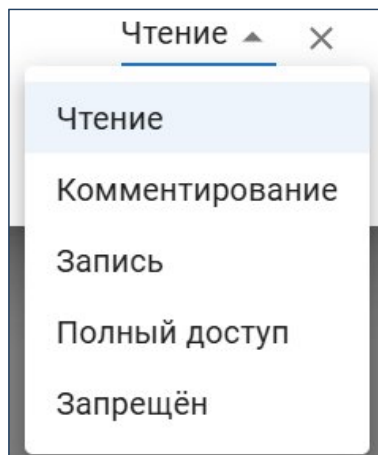 Чтение
Чтение
Комментирование
Запись
Полный доступ
Запрещён